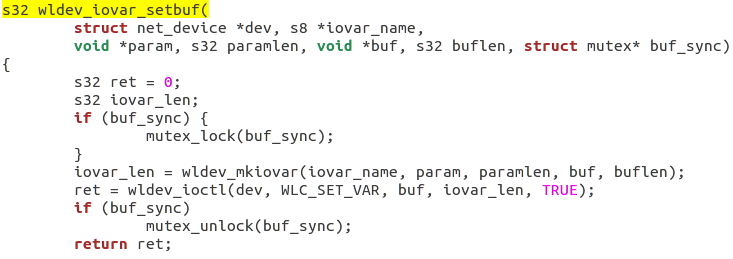 s32 wldev_iovar_setbuf(
        struct net_device *dev, s8 *iovar_name,
        void *param, s32 paramlen, void *buf, s32 buflen, struct mutex* buf_sync)
{
        s32 ret = 0;
        s32 iovar_len;
        if (buf_sync) {
                mutex_lock(buf_sync);
        }
        iovar_len = wldev_mkiovar(iovar_name, param, paramlen, buf, buflen);
        ret = wldev_ioctl(dev, WLC_SET_VAR, buf, iovar_len, TRUE);
        if (buf_sync)
                mutex_unlock(buf_sync);
        return ret;